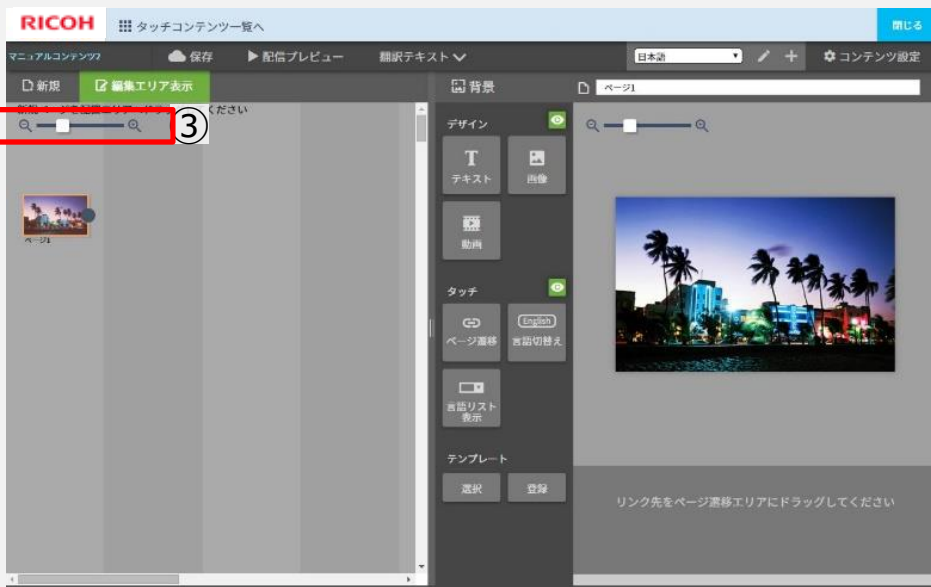 RICOH タッチコンテンツ一覧へ 閉じる
マニュアルコンテンツ7 保存 配信プレビュー 翻訳テキスト 日本語 コンテンツ設定
新規 編集エリア表示 背景 ページ1
ください
③
デザイン
テキスト 画像
動画
ページ1
タッチ
English
ページ遷移 言語切替え
言語リスト
表示
テンプレート
選択 登録
リンク先をページ遷移エリアにドラッグしてください